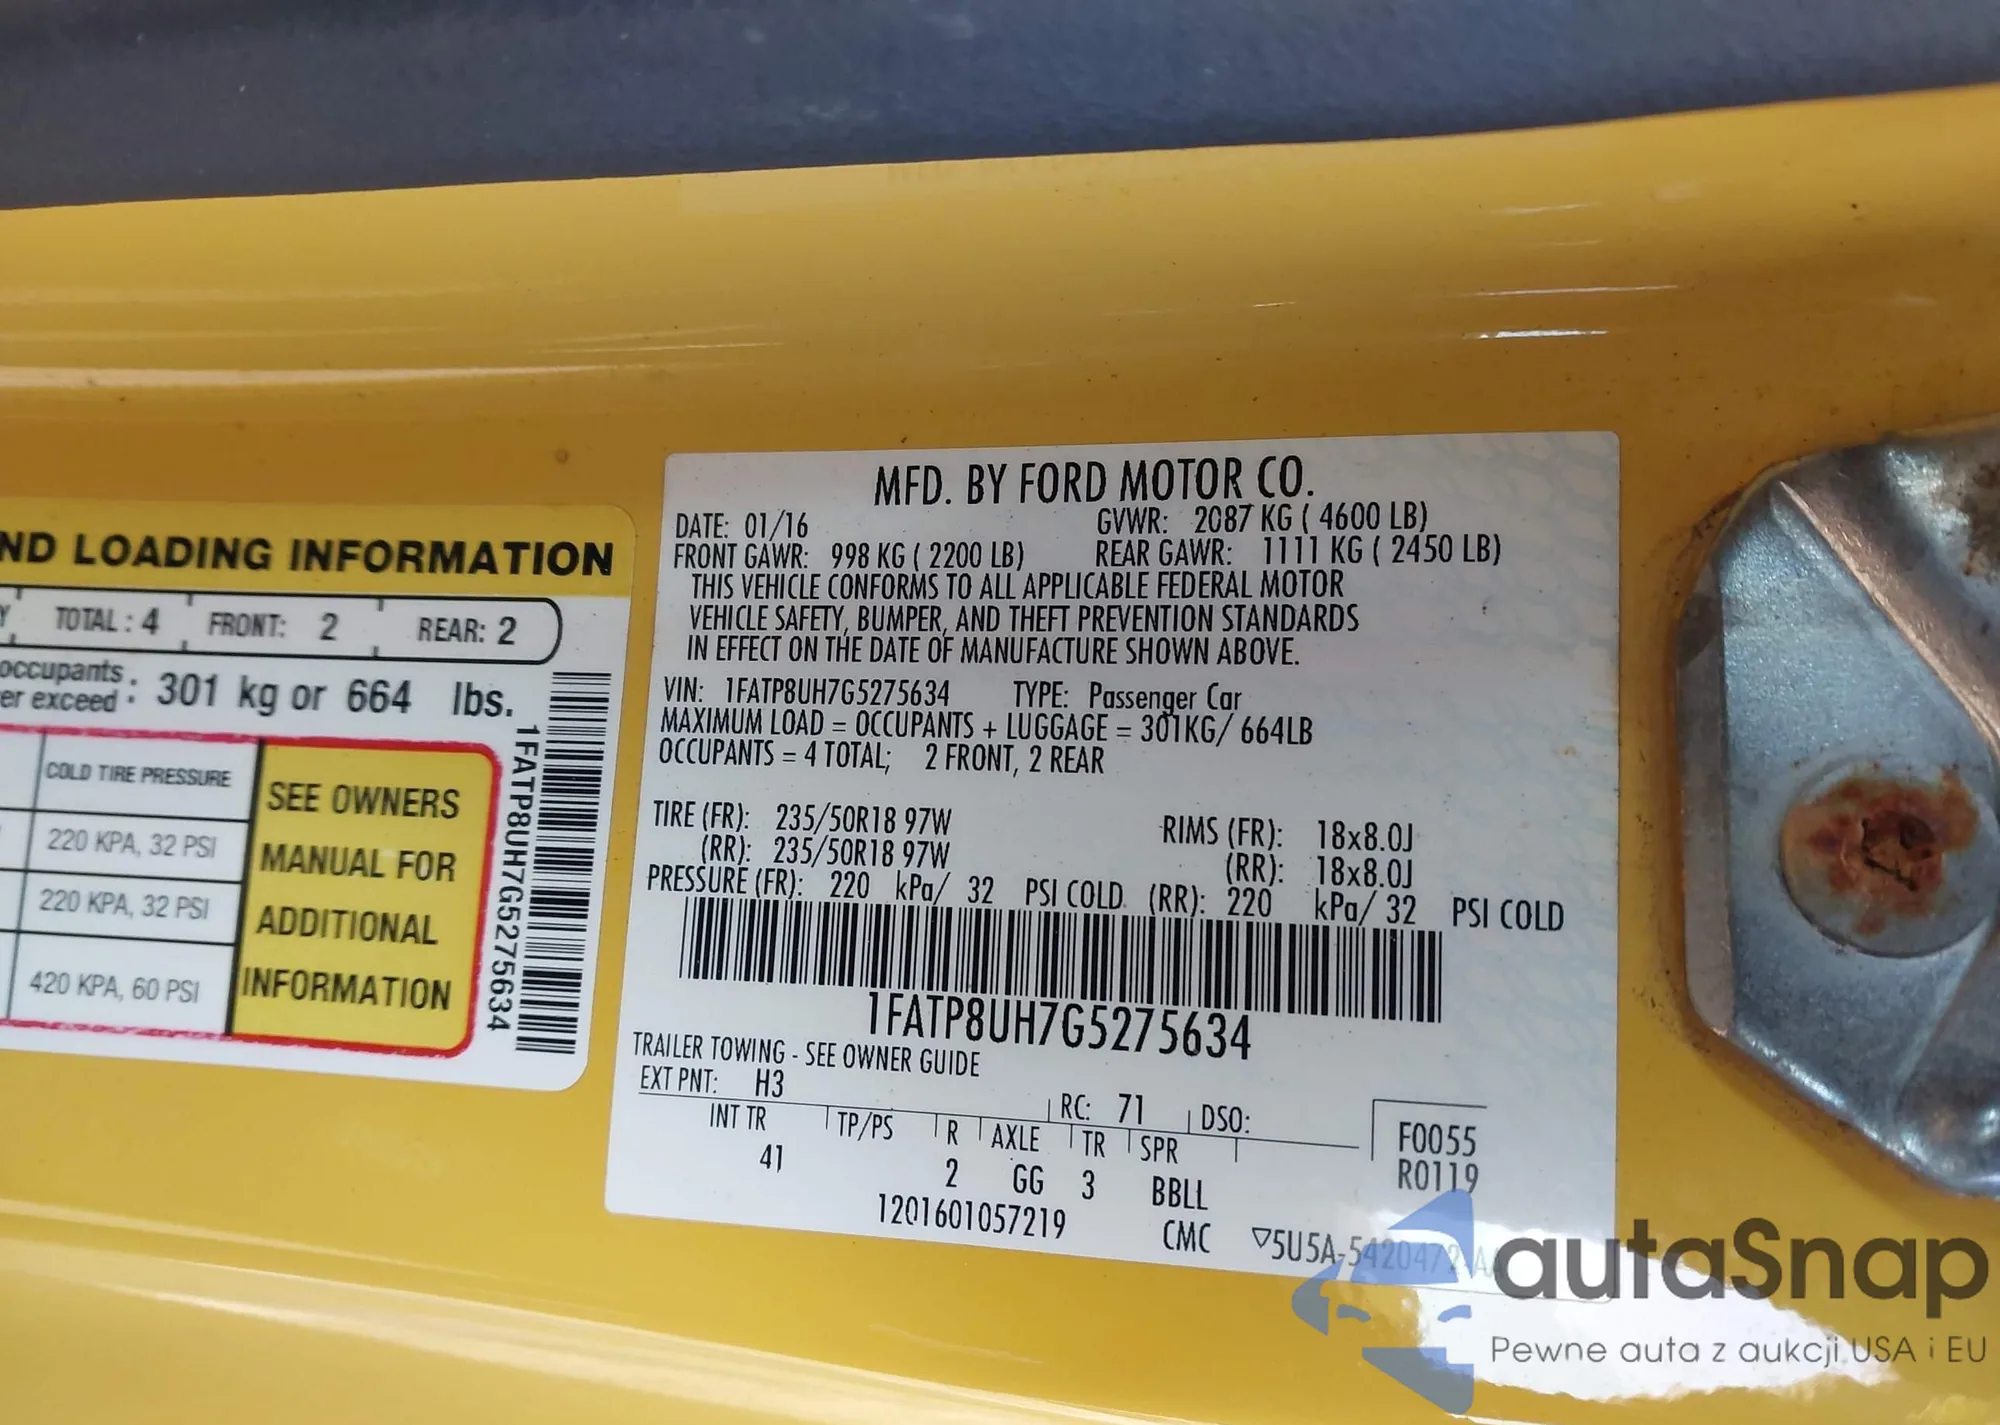 ND LOADING INFORMATION
Y TOTAL : 4 FRONT: 2 REAR: 2
occupants
er exceed : 301 kg or 664 lbs.
COLD TIRE PRESSURE
220 KPA, 32 PSI
220 KPA, 32 PSI
420 KPA, 60 PSI
SEE OWNERS
MANUAL FOR
ADDITIONAL
INFORMATION
1FATP8UH7G5275634
MFD. BY FORD MOTOR CO.
DATE: 01/16 GVWR: 2087 KG ( 4600 LB)
FRONT GAWR: 998 KG ( 2200 LB) REAR GAWR: 1111 KG ( 2450 LB)
THIS VEHICLE CONFORMS TO ALL APPLICABLE FEDERAL MOTOR
VEHICLE SAFETY, BUMPER, AND THEFT PREVENTION STANDARDS
IN EFFECT ON THE DATE OF MANUFACTURE SHOWN ABOVE.
VIN: 1FATP8UH7G5275634 TYPE: Passenger Car
MAXIMUM LOAD = OCCUPANTS + LUGGAGE = 301KG/ 664LB
OCCUPANTS = 4 TOTAL; 2 FRONT, 2 REAR
TIRE (FR): 235/50R18 97W RIMS (FR): 18x8.0J
(RR): 235/50R18 97W (RR): 18x8.0J
PRESSURE (FR): 220 kPa/ 32 PSI COLD (RR): 220 kPa/ 32 PSI COLD
1FATP8UH7G5275634
TRAILER TOWING - SEE OWNER GUIDE
EXT PNT: H3 RC: 71 DSO:
INT TR TP/PS R AXLE TR SPR F0055
41 2 GG 3 BBLL R0119
1201601057219 CMC ▽5U5A-5420472-AA
autaSnap
Pewne auta z aukcji USA i EU